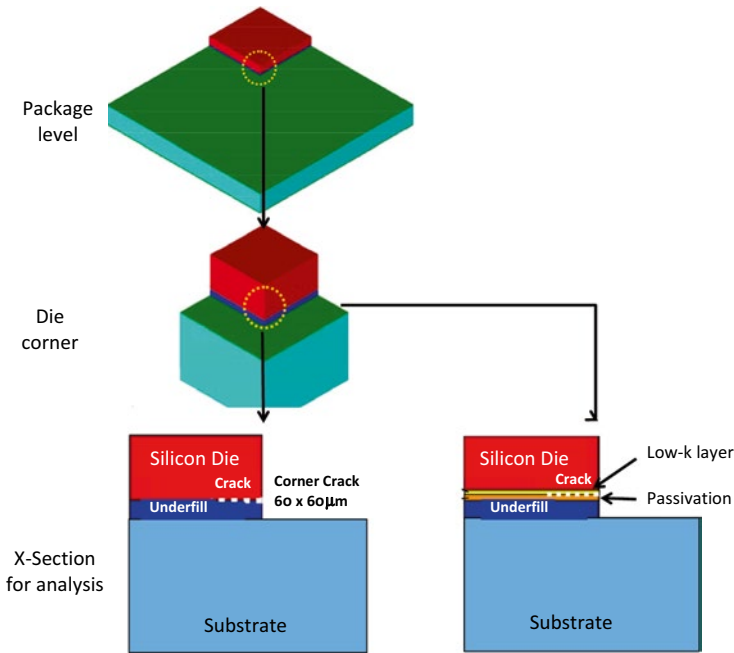 Package
level
Die
corner
Silicon Die
Crack
Underfill
Corner Crack
60 x 60μm
Silicon Die
Crack
Underfill
Low-k layer
Passivation
X-Section
for analysis
Substrate
Substrate